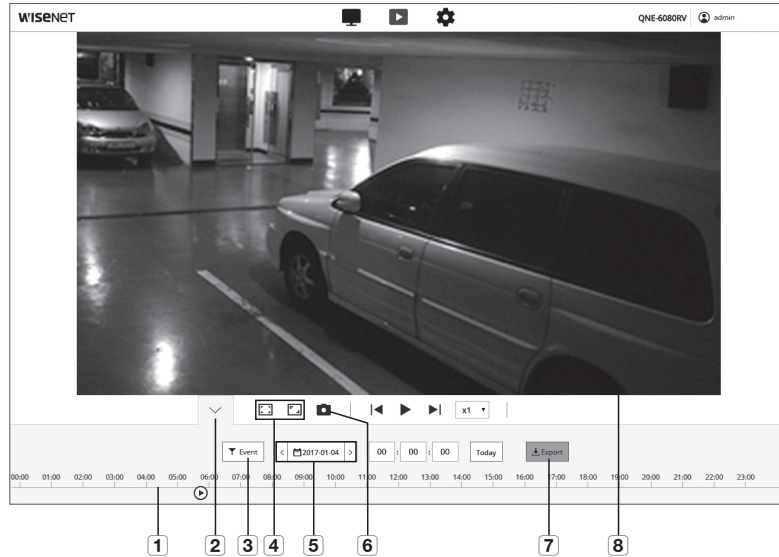 WISENET QNE-6080RV admin
x1
Event 2017-01-04 00 : 00 : 00 Today Export
00:00 01:00 02:00 03:00 04:00 05:00 06:00 07:00 08:00 09:00 10:00 11:00 12:00 13:00 14:00 15:00 16:00 17:00 18:00 19:00 20:00 21:00 22:00 23:00
1 2 3 4 5 6 7 8